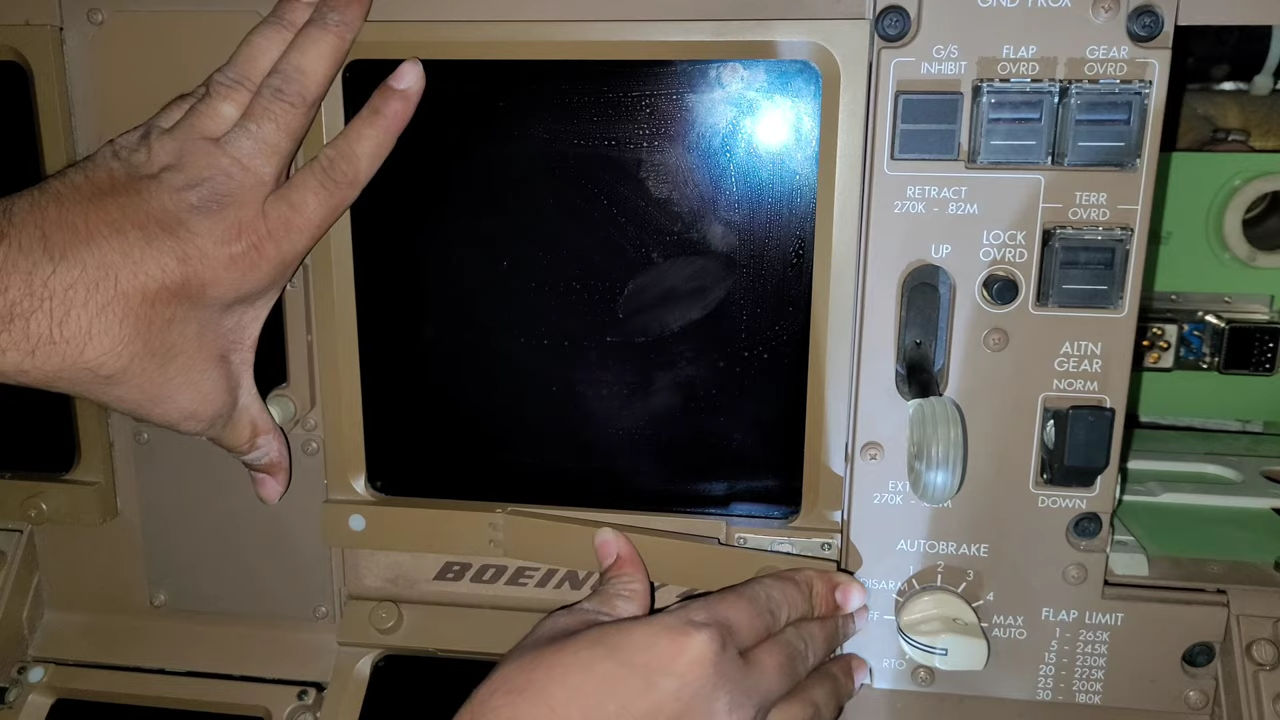 GND PROX
G/S
INHIBIT
FLAP
OVRD
GEAR
OVRD
RETRACT
270K - .82M
TERR
OVRD
UP
LOCK
OVRD
ALTN
GEAR
NORM
DOWN
270K -
AUTOBRAKE
DISARM
1
2
3
4
MAX
AUTO
RTO
BOEING
FLAP LIMIT
1 - 265K
5 - 245K
15 - 230K
20 - 225K
25 - 200K
30 - 180K